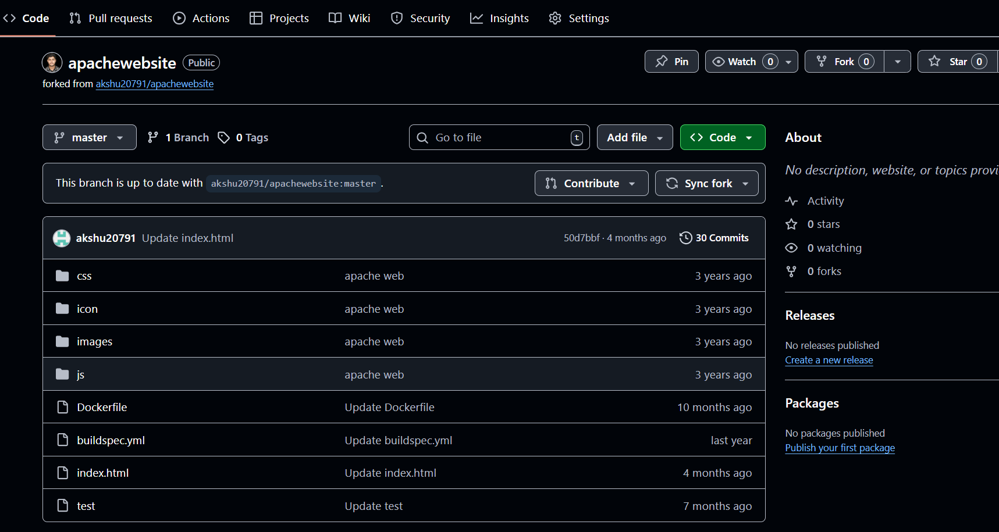 Code Pull requests Actions Projects Wiki Security Insights Settings
apachewebsite Public
Pin Watch 0 Fork 0 Star 0
forked from akshu20791/apachewebsite
master 1 Branch 0 Tags Go to file t Add file Code
This branch is up to date with akshu20791/apachewebsite:master.
Contribute Sync fork
akshu20791 Update index.html 50d7bbf · 4 months ago 30 Commits
css apache web 3 years ago
icon apache web 3 years ago
images apache web 3 years ago
js apache web 3 years ago
Dockerfile Update Dockerfile 10 months ago
buildspec.yml Update buildspec.yml last year
index.html Update index.html 4 months ago
test Update test 7 months ago
About
No description, website, or topics provi
Activity
0 stars
0 watching
0 forks
Releases
No releases published
Create a new release
Packages
No packages published
Publish your first package